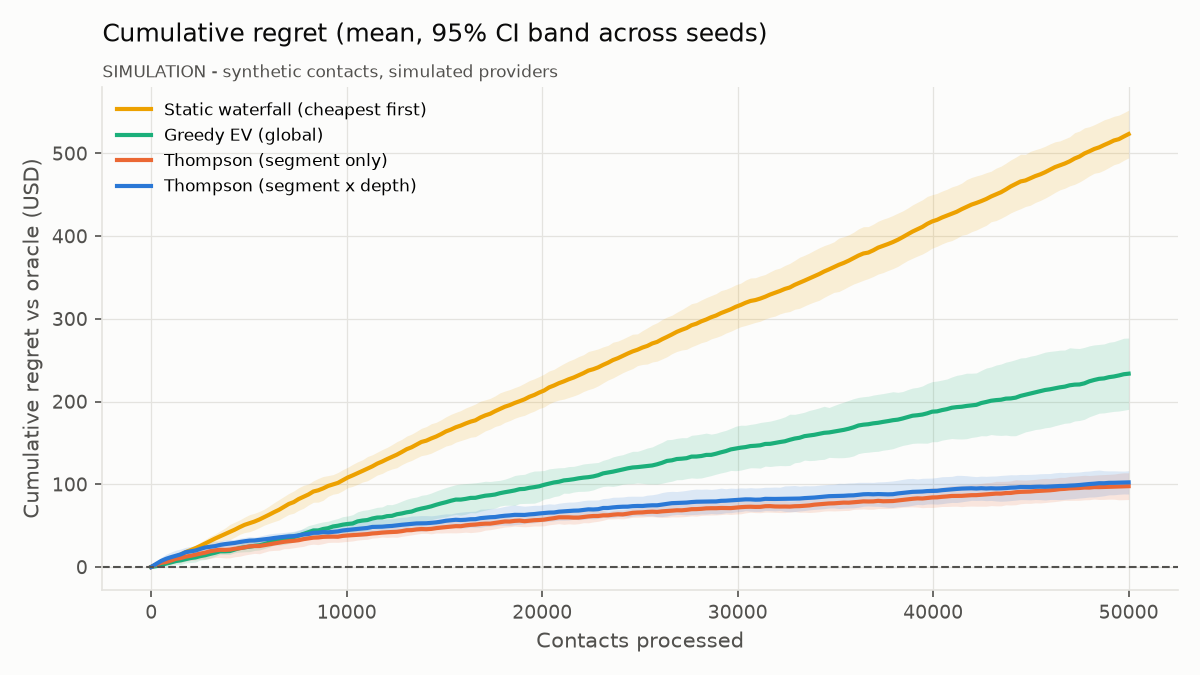 Cumulative regret (mean, 95% CI band across seeds)
SIMULATION - synthetic contacts, simulated providers
Static waterfall (cheapest first)
Greedy EV (global)
Thompson (segment only)
Thompson (segment x depth)
Cumulative regret vs oracle (USD)
500
400
300
200
100
0
0 10000 20000 30000 40000 50000
Contacts processed